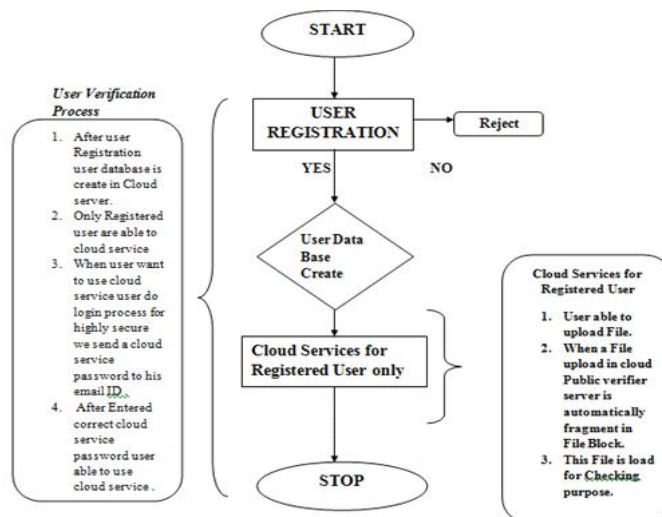 START
User Verification
Process
1. After user
Registration
user database is
create in Cloud
server.
2. Only Registered
user are able to
cloud service
3. When user want
to use cloud
service user do
login process for
highly secure
we send a cloud
service
password to his
email ID
4. After Entered
correct cloud
service
password user
able to use
cloud service .
USER
REGISTRATION
Reject
YES
NO
User Data
Base
Create
Cloud Services for
Registered User only
STOP
Cloud Services for
Registered User
1. User able to
upload File.
2. When a File
upload in cloud
Public verifier
server is
automatically
fragment in
File Block.
3. This File is load
for Checking
purpose.